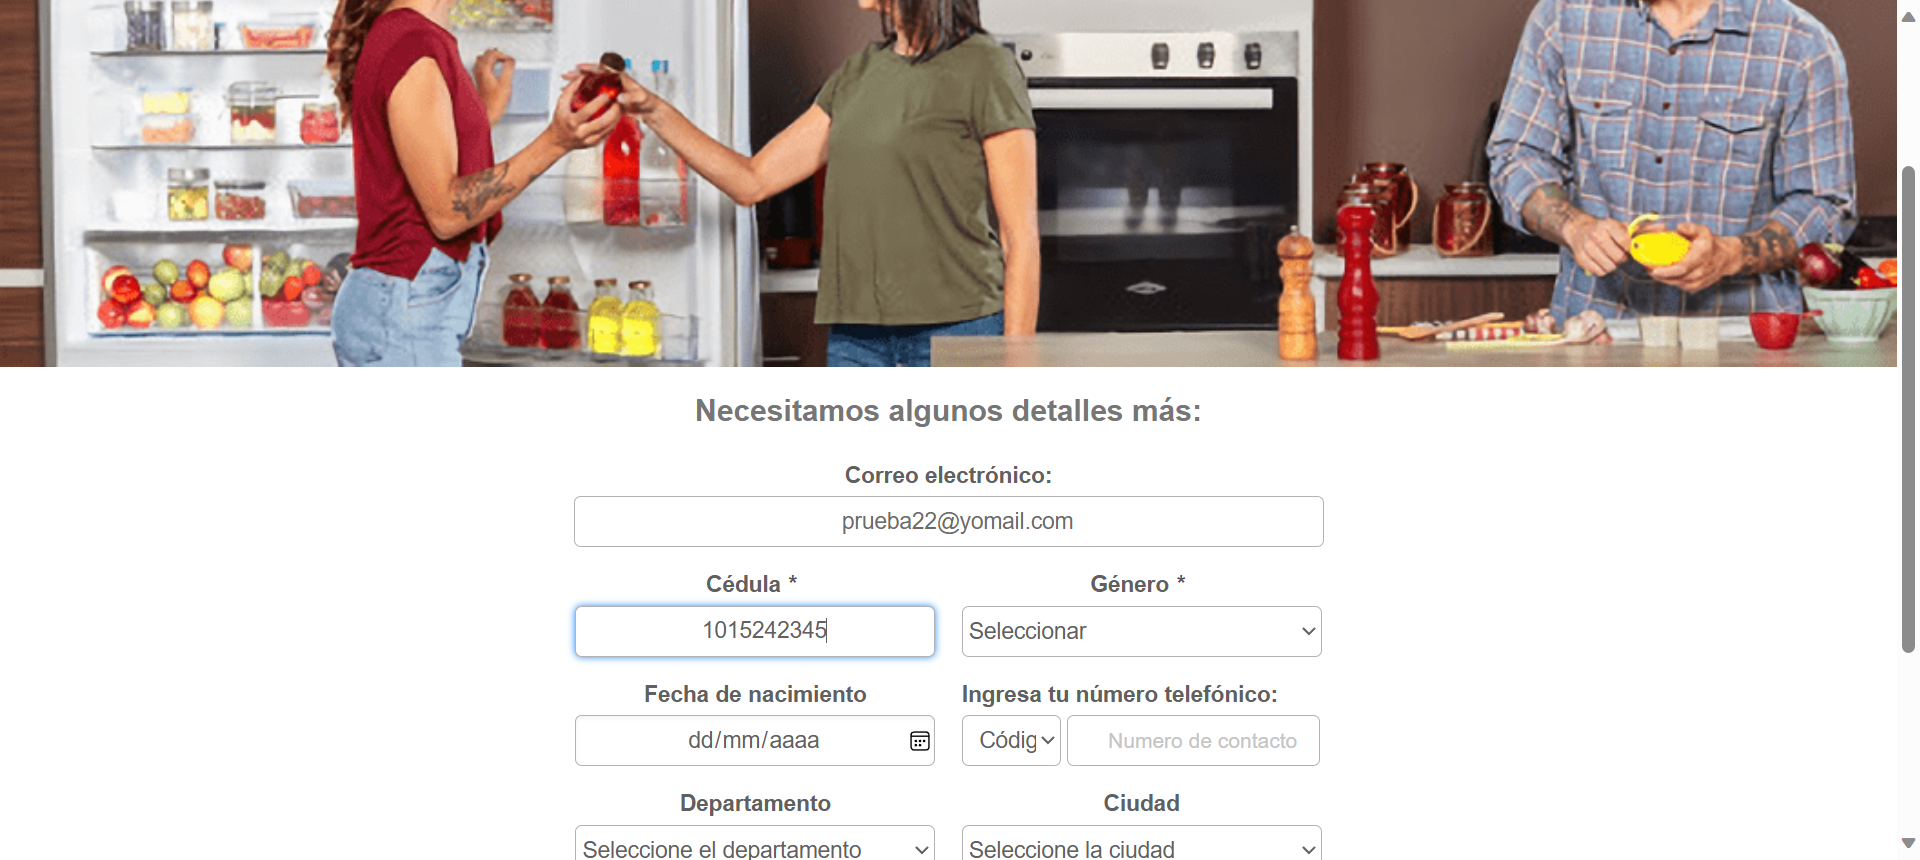 Necesitamos algunos detalles más:
Correo electrónico:
prueba22@yomail.com
Cédula * Género *
1015242345 Seleccionar
Fecha de nacimiento Ingresa tu número telefónico:
dd/mm/aaaa Códig Numero de contacto
Departamento Ciudad
Seleccione el departamento Seleccione la ciudad